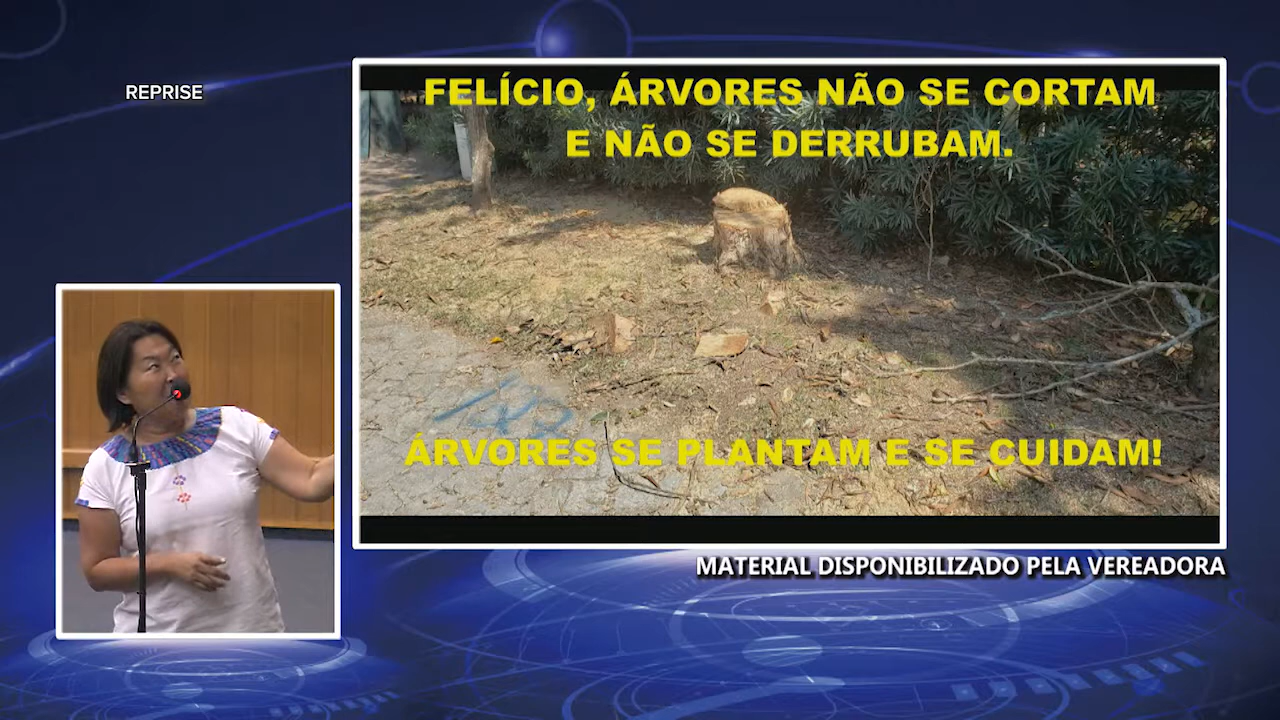 REPRISE
FELÍCIO, ÁRVORES NÃO SE CORTAM
E NÃO SE DERRUBAM.
ÁRVORES SE PLANTAM E SE CUIDAM!
MATERIAL DISPONIBILIZADO PELA VEREADORA